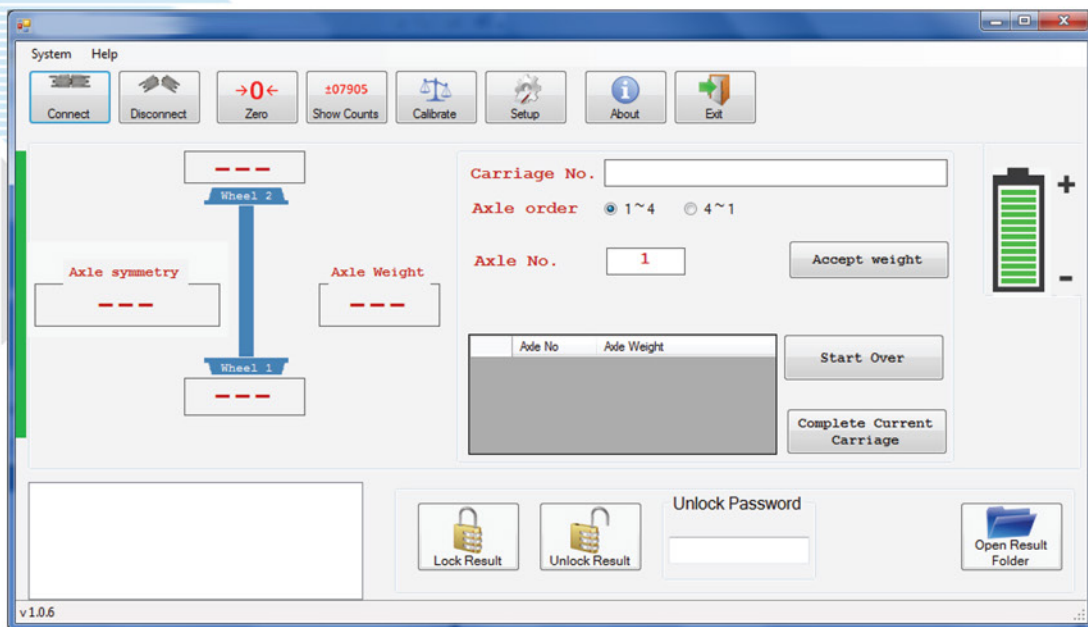 System Help
Connect Disconnect →0← Zero ±07905 Show Counts Calibrate Setup About Exit
---
Wheel 2
Axle symmetry
---
Axle Weight
---
Wheel 1
---
Carriage No.
Axle order 1~4 4~1
Axle No. 1 Accept weight
Axle No Axle Weight
Start Over
Complete Current
Carriage
+
-
Lock Result
Unlock Result
Unlock Password
Open Result
Folder
v 1.0.6